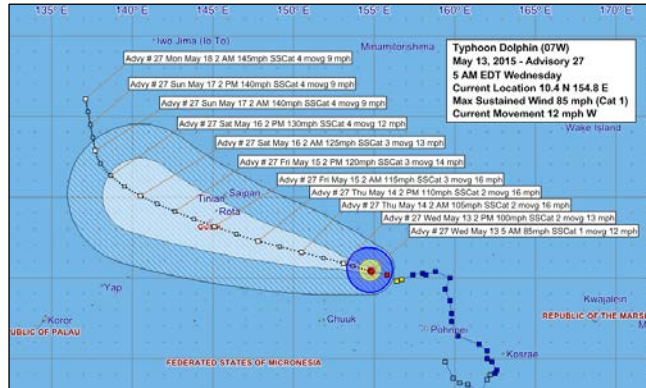 135°E
140°E
145°E
150°E
155°E
160°E
165°E
170°E
Iwo Jima (Io To)
Minamitorishima
Typhoon Dolphin (07W)
May 13, 2015 - Advisory 27
5 AM EDT Wednesday
Current Location 10.4 N 154.8 E
Max Sustained Wind 85 mph (Cat 1)
Current Movement 12 mph W
Advy # 27 Mon May 18 2 AM 145mph SSCat 4 movg 9 mph
Advy # 27 Sun May 17 2 PM 140mph SSCat 4 movg 9 mph
Advy # 27 Sun May 17 2 AM 140mph SSCat 4 movg 9 mph
Advy # 27 Sat May 16 2 PM 130mph SSCat 4 movg 12 mph
Advy # 27 Sat May 16 2 AM 125mph SSCat 3 movg 13 mph
Advy # 27 Fri May 15 2 PM 120mph SSCat 3 movg 14 mph
Advy # 27 Fri May 15 2 AM 115mph SSCat 3 movg 16 mph
Advy # 27 Thu May 14 2 PM 110mph SSCat 2 movg 16 mph
Advy # 27 Thu May 14 2 AM 105mph SSCat 2 movg 16 mph
Advy # 27 Wed May 13 2 PM 100mph SSCat 2 movg 13 mph
Advy # 27 Wed May 13 5 AM 85mph SSCat 1 movg 12 mph
Wake Island
Saipan
Tinian
Rota
Yap
Koror
UBLIC OF PALAU
Chuuk
Pohnpei
Kosrae
Kwajalein
REPUBLIC OF THE MARSH
M
FEDERATED STATES OF MICRONESIA